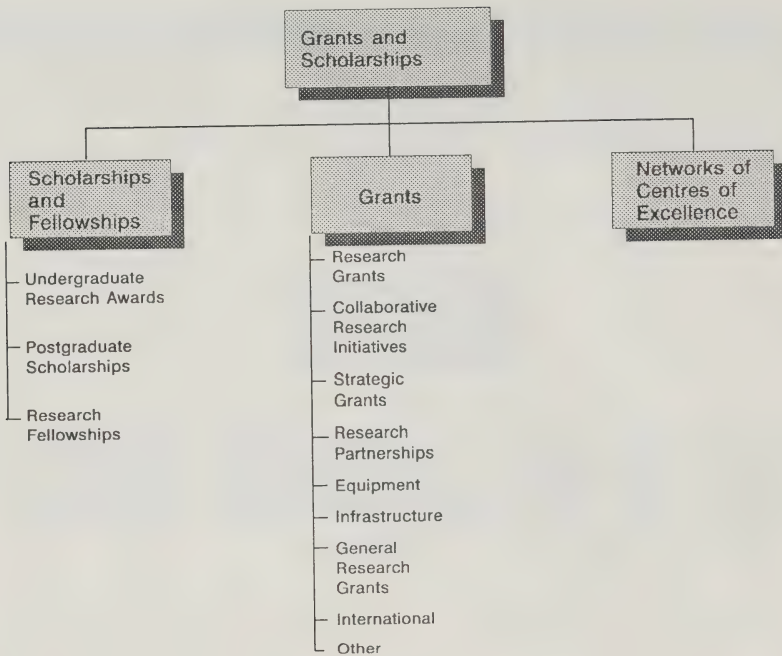 Grants and
Scholarships
Scholarships
and
Fellowships
Undergraduate
Research Awards
Postgraduate
Scholarships
Research
Fellowships
Grants
Research
Grants
Collaborative
Research
Initiatives
Strategic
Grants
Research
Partnerships
Equipment
Infrastructure
General
Research
Grants
International
Other
Networks of
Centres of
Excellence